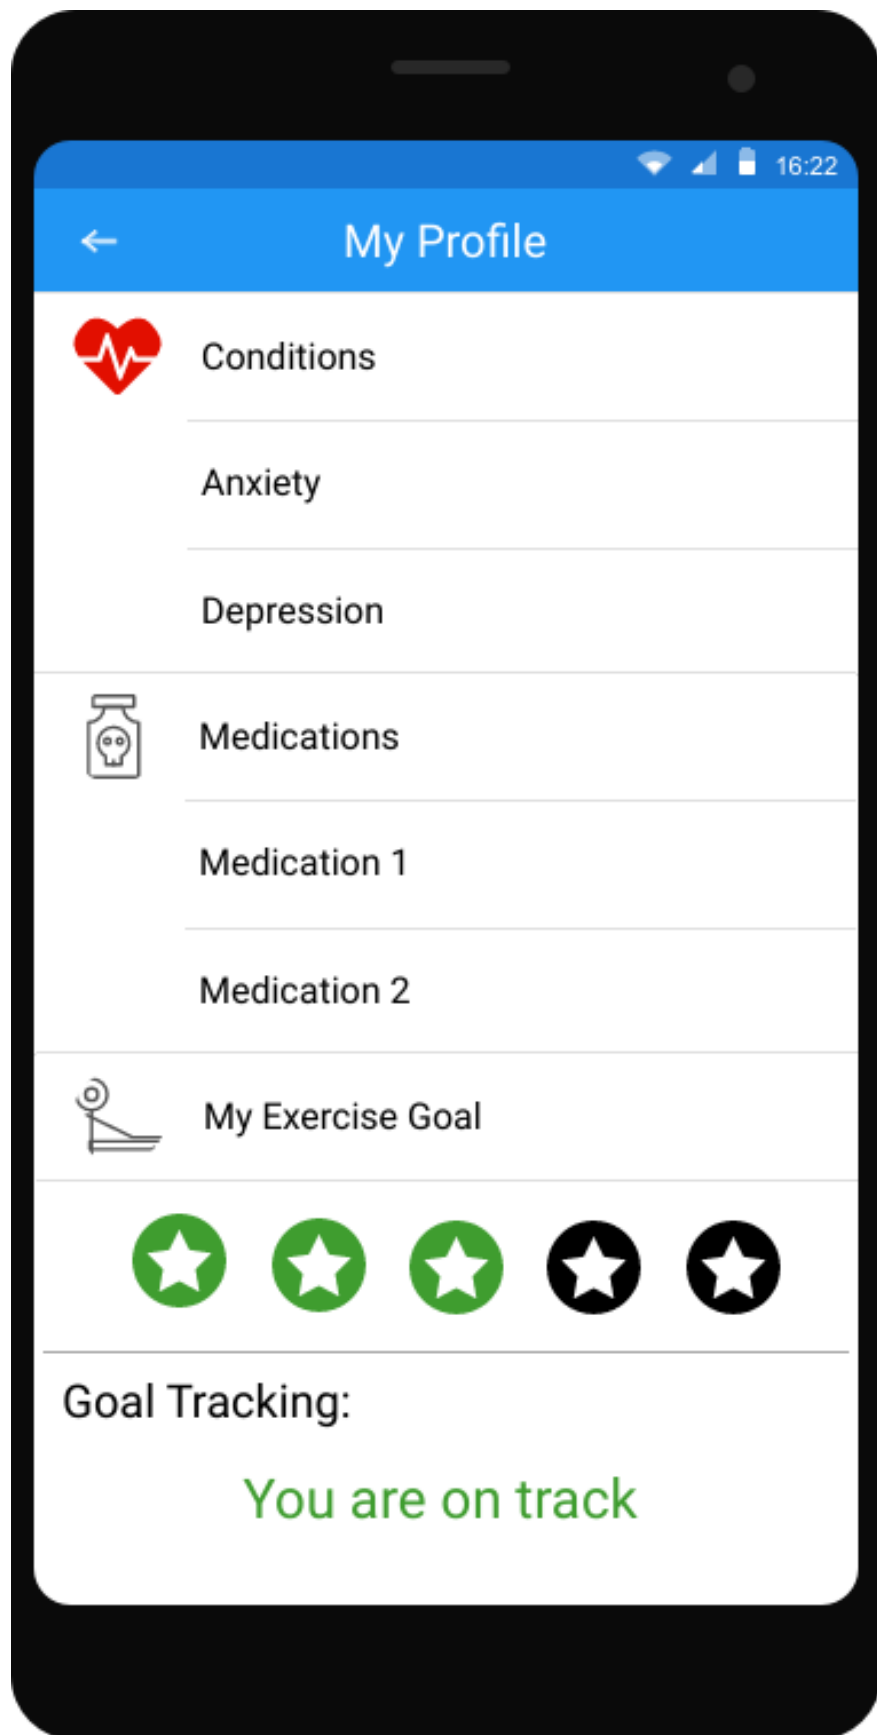 16:22
My Profile
Conditions
Anxiety
Depression
Medications
Medication 1
Medication 2
My Exercise Goal
Goal Tracking:
You are on track